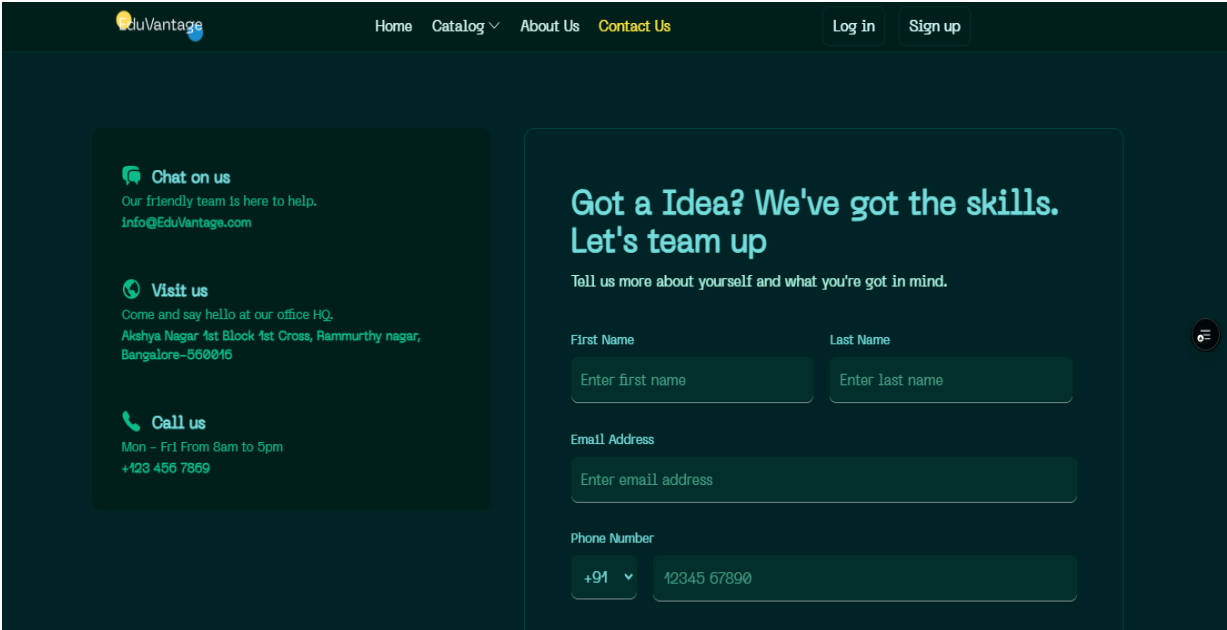 EduVantage
Home Catalog About Us Contact Us Log in Sign up
Chat on us
Our friendly team is here to help.
info@EduVantage.com
Visit us
Come and say hello at our office HQ.
Akshya Nagar 1st Block 1st Cross, Rammurthy nagar,
Bangalore-560016
Call us
Mon - Fri From 8am to 5pm
+123 456 7869
Got a Idea? We've got the skills.
Let's team up
Tell us more about yourself and what you're got in mind.
First Name Last Name
Enter first name Enter last name
Email Address
Enter email address
Phone Number
+91 12345 67890